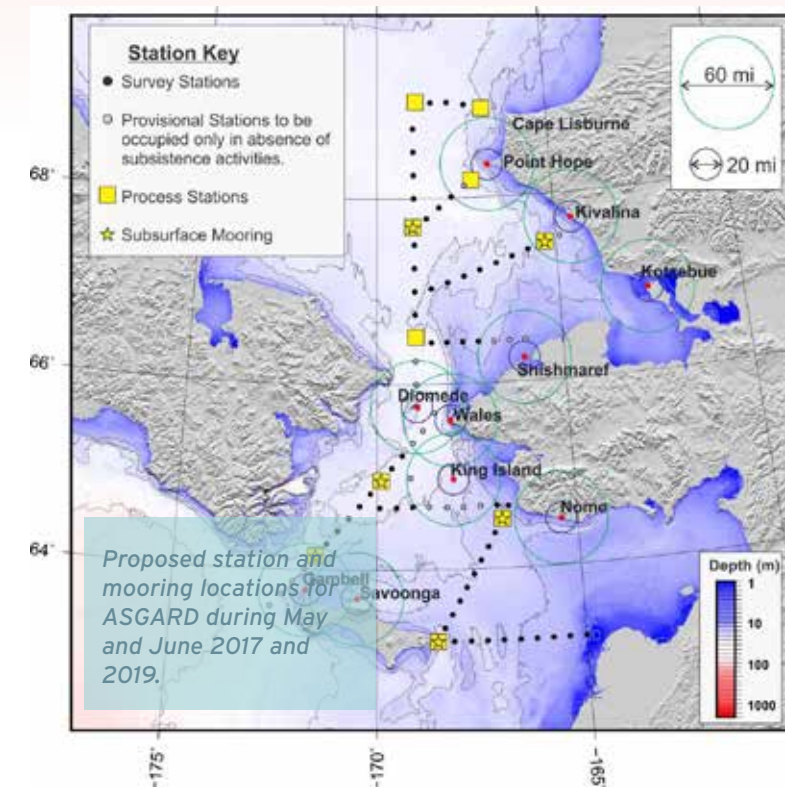 Station Key
Survey Stations
Provisional Stations to be
occupied only in absence of
subsistence activities.
Process Stations
Subsurface Mooring
60 mi
20 mi
Cape Lisburne
Point Hope
68°
Kivalina
Kotzebue
66°
Shishmaref
Diomede
Wales
King Island
Nome
64°
Gambell
Savoonga
Proposed station and
mooring locations for
ASGARD during May
and June 2017 and
2019.
Depth (m)
1
10
100
1000
-175°
-170°
-165°